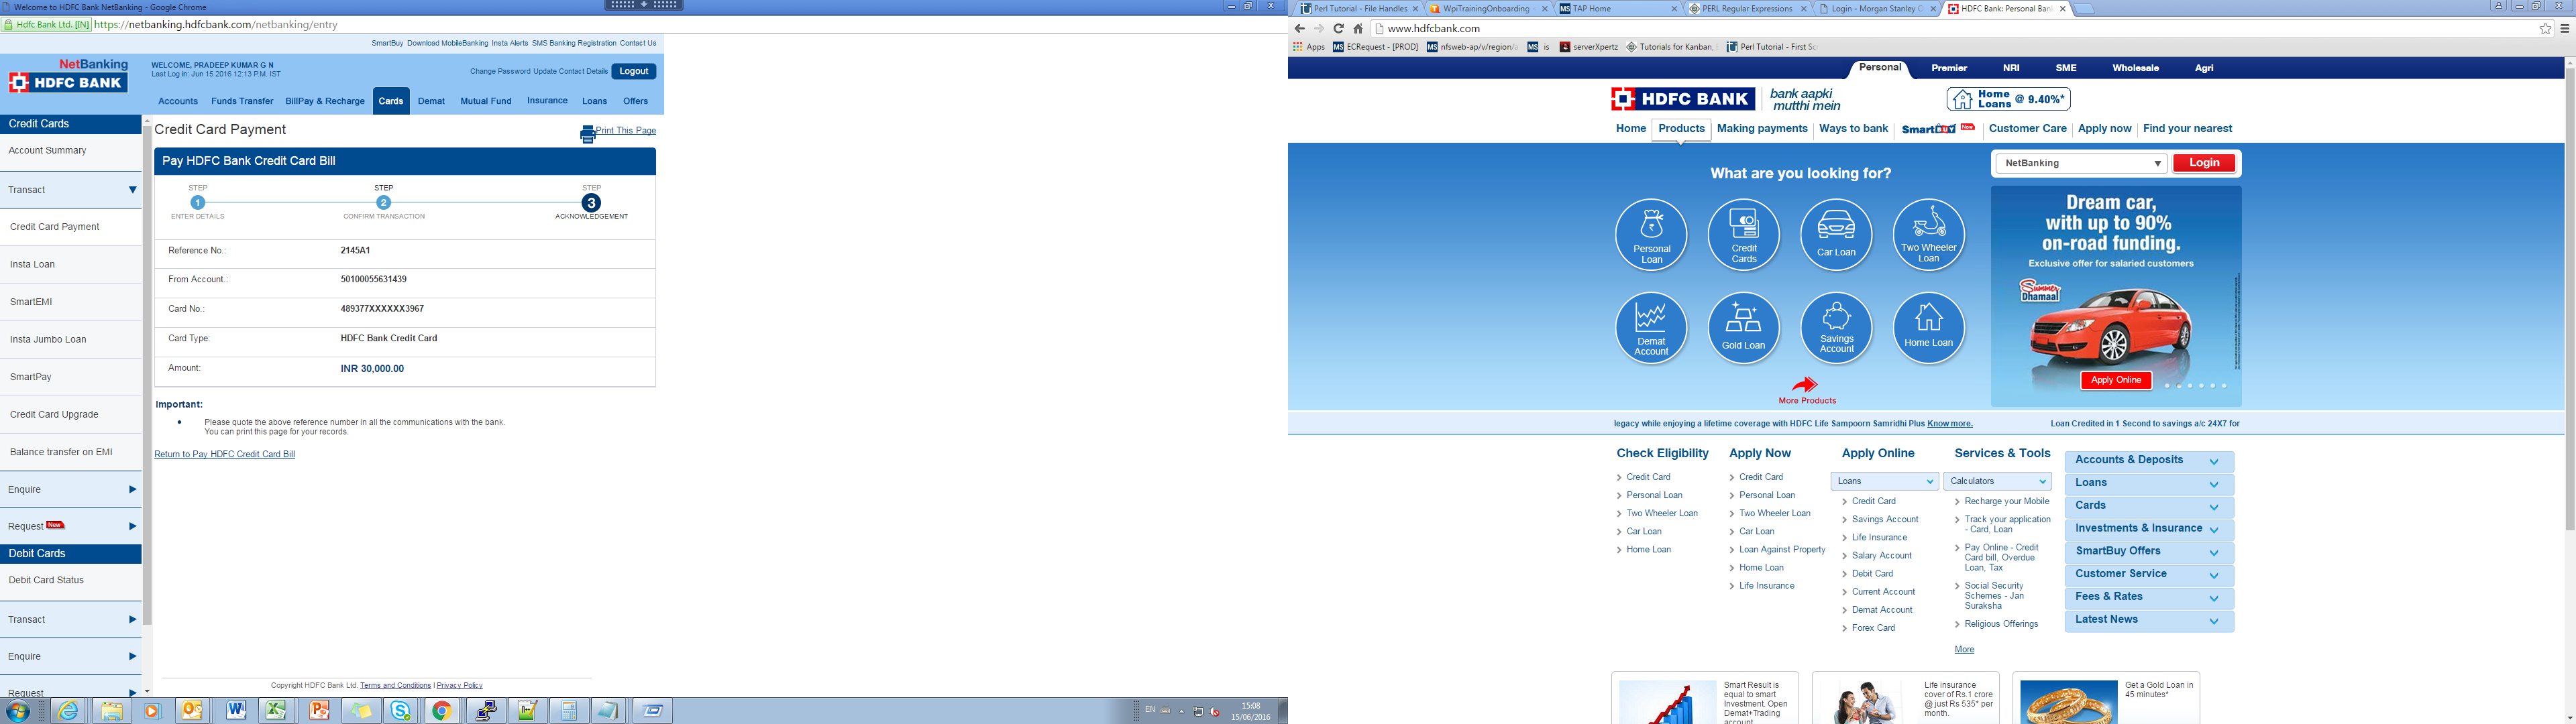 Welcome to HDFC Bank NetBanking - Google Chrome
Hdfc Bank Ltd. [IN] https://netbanking.hdfcbank.com/netbanking/entry
SmartBuy Download MobileBanking Insta Alerts SMS Banking Registration Contact Us
NetBanking
HDFC BANK
WELCOME, PRADEEP KUMAR G N
Last Log in: Jun 15 2016 12:13 P.M. IST
Change Password Update Contact Details Logout
Accounts Funds Transfer BillPay & Recharge Cards Demat Mutual Fund Insurance Loans Offers
Credit Cards
Account Summary
Transact
Credit Card Payment
Insta Loan
SmartEMI
Insta Jumbo Loan
SmartPay
Credit Card Upgrade
Balance transfer on EMI
Enquire
Request New
Debit Cards
Debit Card Status
Transact
Enquire
Request
Credit Card Payment
Print This Page
Pay HDFC Bank Credit Card Bill
STEP STEP STEP
1 2 3
ENTER DETAILS CONFIRM TRANSACTION ACKNOWLEDGEMENT
Reference No.: 2145A1
From Account.: 50100055631439
Card No.: 489377XXXXXX3967
Card Type: HDFC Bank Credit Card
Amount: INR 30,000.00
Important:
Please quote the above reference number in all the communications with the bank.
You can print this page for your records.
Return to Pay HDFC Credit Card Bill
Copyright HDFC Bank Ltd. Terms and Conditions I Privacy Policy
EN
15:08
15/06/2016
Perl Tutorial - File Handles WpiTrainingOnboarding - TAP Home PERL Regular Expressions Login - Morgan Stanley HDFC Bank: Personal Ban
www.hdfcbank.com
Apps ECRequest - [PROD] nfsweb-ap/v/region/ is serverXpertz Tutorials for Kanban, Perl Tutorial - First Sc
Personal Premier NRI SME Wholesale Agri
HDFC BANK
bank aapki
mutthi mein
Home
Loans @ 9.40%*
Home Products Making payments Ways to bank SmartBUY New Customer Care Apply now Find your nearest
What are you looking for?
Personal
Loan
Credit
Cards
Car Loan
Two Wheeler
Loan
Demat
Account
Gold Loan
Savings
Account
Home Loan
More Products
NetBanking Login
Dream car,
with up to 90%
on-road funding.
Exclusive offer for salaried customers
Summer
Dhamaal
Apply Online
legacy while enjoying a lifetime coverage with HDFC Life Sampoorn Samridhi Plus Know more.
Loan Credited in 1 Second to savings a/c 24X7 for
Check Eligibility
Credit Card
Personal Loan
Two Wheeler Loan
Car Loan
Home Loan
Apply Now
Credit Card
Personal Loan
Two Wheeler Loan
Car Loan
Loan Against Property
Home Loan
Life Insurance
Apply Online
Loans
Credit Card
Savings Account
Life Insurance
Salary Account
Debit Card
Current Account
Demat Account
Forex Card
Services & Tools
Calculators
Recharge your Mobile
Track your application
- Card, Loan
Pay Online - Credit
Card bill, Overdue
Loan, Tax
Social Security
Schemes - Jan
Suraksha
Religious Offerings
More
Accounts & Deposits
Loans
Cards
Investments & Insurance
SmartBuy Offers
Customer Service
Fees & Rates
Latest News
Smart Result is
equal to smart
Investment. Open
Demat+Trading
account
Life insurance
cover of Rs.1 crore
@ just Rs 535* per
month.
Get a Gold Loan in
45 minutes*